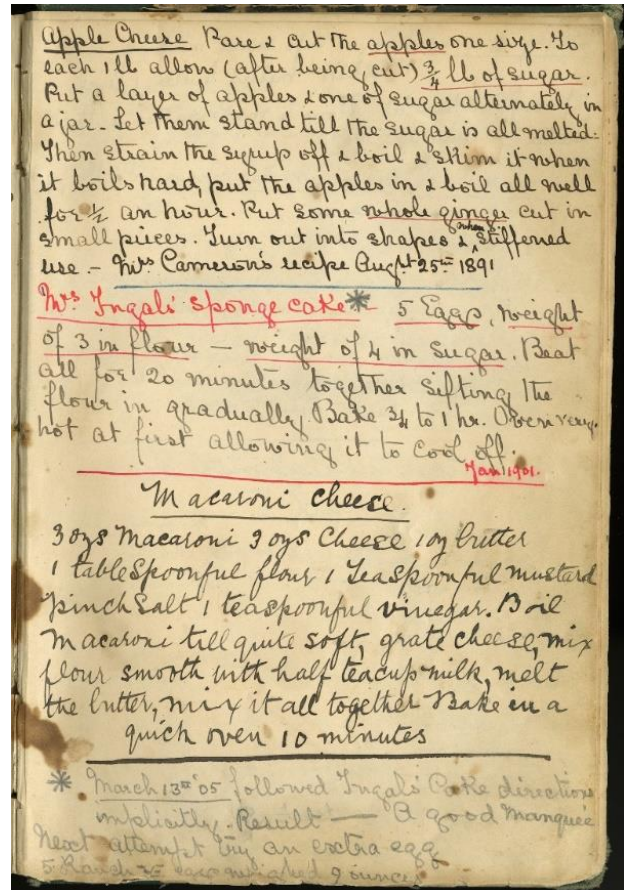 Apple Cheese Pare & cut the apples one size. To
each 1 lb allow (after being cut) 3/4 lb of sugar.
Put a layer of apples & one of sugar alternately in
a jar. Let them stand till the sugar is all melted.
Then strain the syrup off & boil & skim it when
it boils hard, put the apples in & boil all well
for 1/2 an hour. Put some whole ginger cut in
small pieces. Turn out into shapes & when stiffened
use - Mrs Cameron's recipe Augst 25th 1891
Mrs Ingals' Sponge cake * 5 Eggs, weight
of 3 in flour — weight of 4 in sugar. Beat
all for 20 minutes together sifting the
flour in gradually. Bake 3/4 to 1 hr. Oven very
hot at first allowing it to cool off.
Jan 1901.
Macaroni cheese.
3 ozs Macaroni 3 ozs Cheese 1 oz butter
1 tableSpoonful flour 1 Teaspoonful mustard
pinch Salt 1 teaspoonful vinegar. Boil
Macaroni till quite soft, grate cheese, mix
flour smooth with half teacup milk, melt
the butter, mix it all together Bake in a
quick oven 10 minutes
* March 13th '05 followed Ingals' Cake directions
implicitly. Result — A good Manqueé
Next attempt try an extra egg
5 eggs weighed 9 ounces